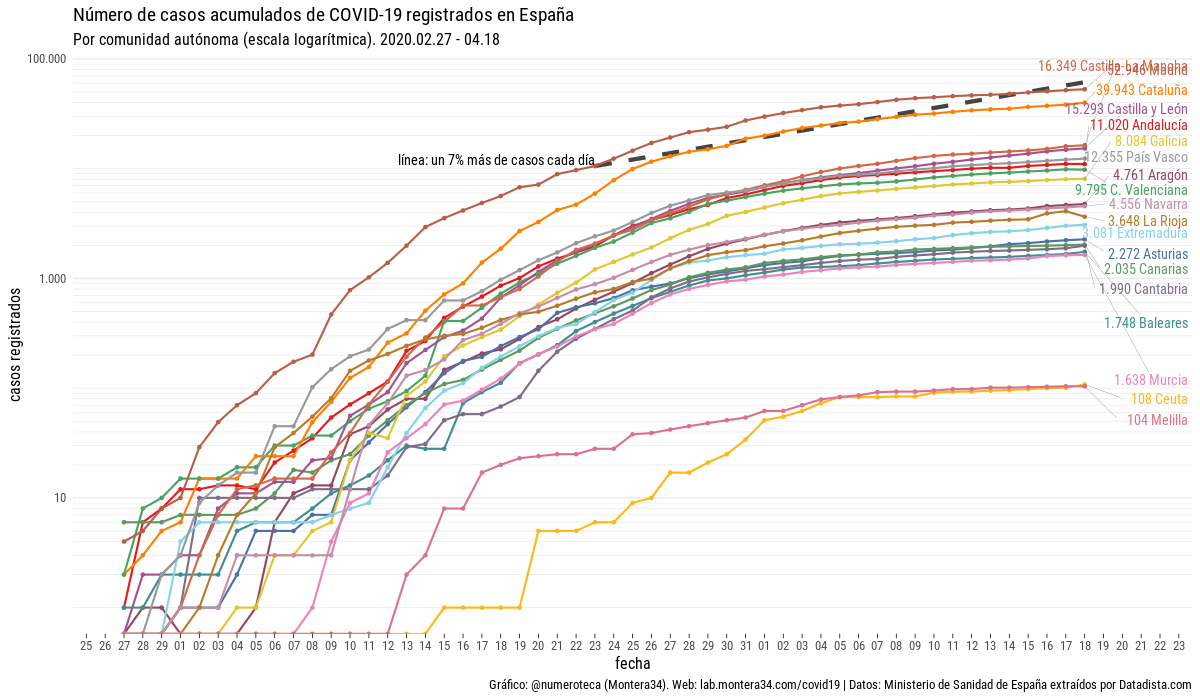 Número de casos acumulados de COVID-19 registrados en España
Por comunidad autónoma (escala logarítmica). 2020.02.27 - 04.18
100.000
1.000
10
casos registrados
línea: un 7% más de casos cada día
16.349 Castilla-La Mancha
52.946 Madrid
39.943 Cataluña
15.293 Castilla y León
11.020 Andalucía
8.084 Galicia
12.355 País Vasco
4.761 Aragón
9.795 C. Valenciana
4.556 Navarra
3.648 La Rioja
3.081 Extremadura
2.272 Asturias
2.035 Canarias
1.990 Cantabria
1.748 Baleares
1.638 Murcia
108 Ceuta
104 Melilla
25 26 27 28 29 01 02 03 04 05 06 07 08 09 10 11 12 13 14 15 16 17 18 19 20 21 22 23 24 25 26 27 28 29 30 31 01 02 03 04 05 06 07 08 09 10 11 12 13 14 15 16 17 18 19 20 21 22 23
fecha
Gráfico: @numeroteca (Montera34). Web: lab.montera34.com/covid19 | Datos: Ministerio de Sanidad de España extraídos por Datadista.com